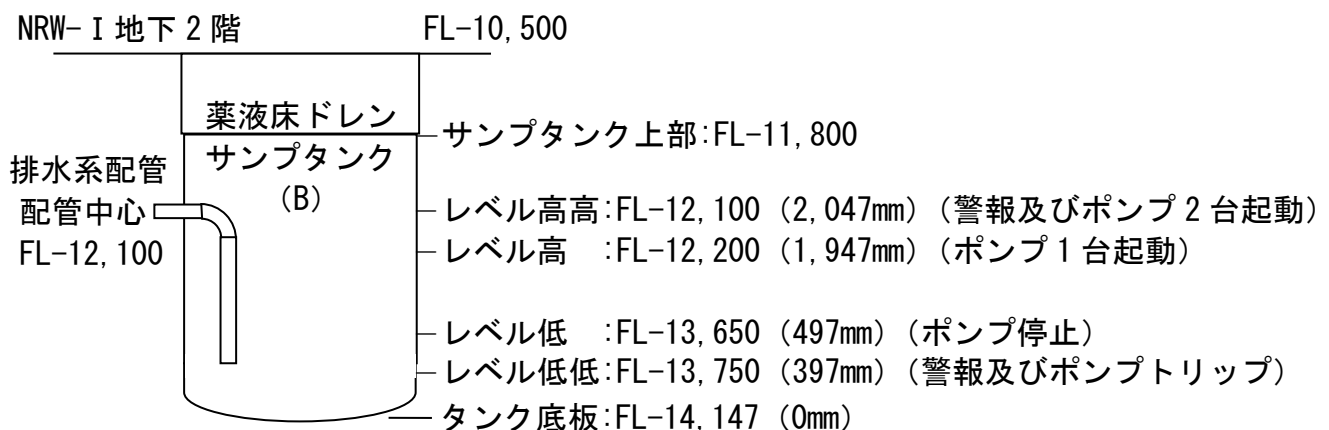 NRW-Ⅰ地下2階 FL-10,500
薬液床ドレン
サンプタンク
(B)
サンプタンク上部:FL-11,800
排水系配管
配管中心
FL-12,100
レベル高高:FL-12,100 (2,047mm) (警報及びポンプ2台起動)
レベル高 :FL-12,200 (1,947mm) (ポンプ1台起動)
レベル低 :FL-13,650 (497mm) (ポンプ停止)
レベル低低:FL-13,750 (397mm) (警報及びポンプトリップ)
タンク底板:FL-14,147 (0mm)